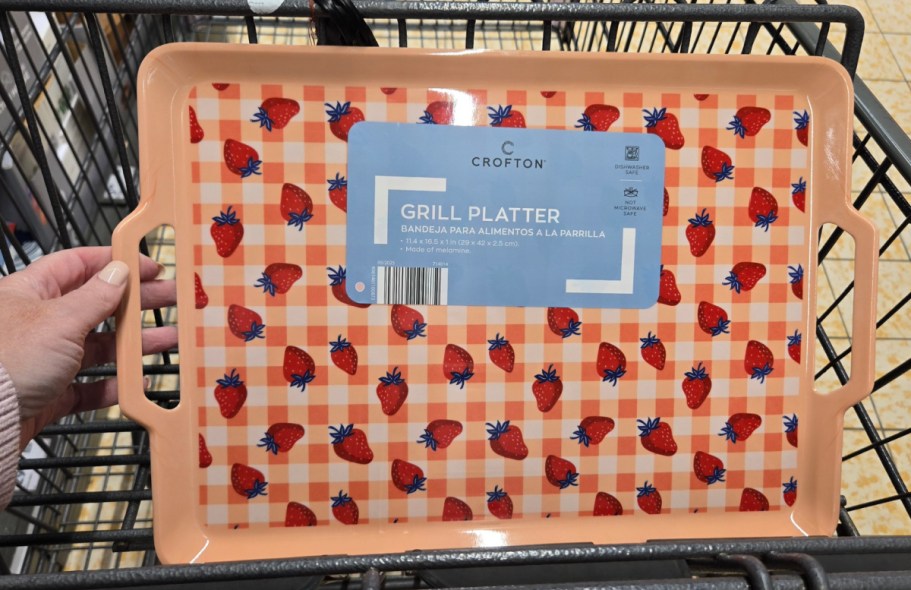 CROFTON
DISHWASHER
SAFE
NOT
MICROWAVE
SAFE
GRILL PLATTER
BANDEJA PARA ALIMENTOS A LA PARRILLA
• 11.4 x 16.5 x 1 in (29 x 42 x 2.5 cm).
• Made of melamine.